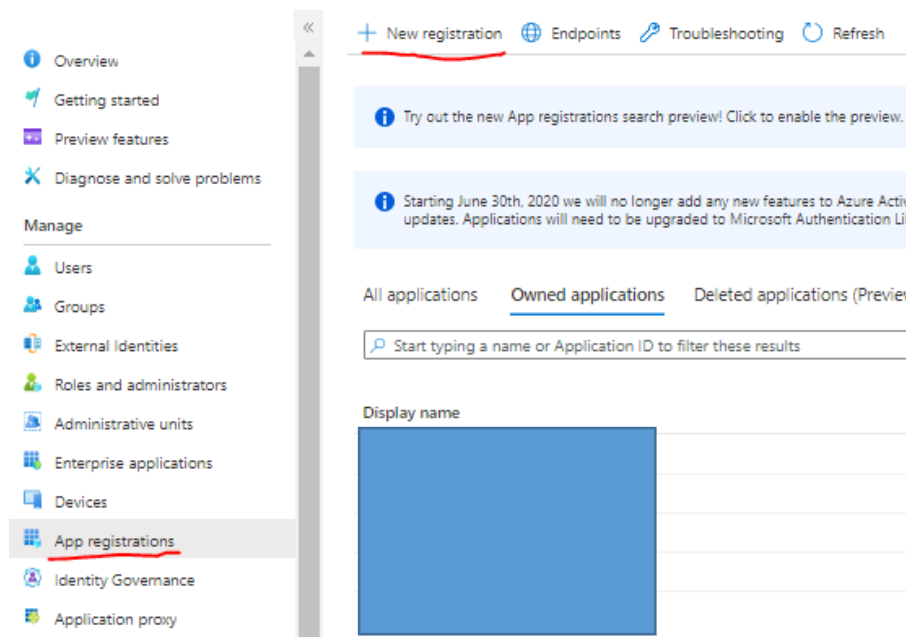 Overview
Getting started
Preview features
Diagnose and solve problems
Manage
Users
Groups
External Identities
Roles and administrators
Administrative units
Enterprise applications
Devices
App registrations
Identity Governance
Application proxy
New registration Endpoints Troubleshooting Refresh
Try out the new App registrations search preview! Click to enable the preview.
Starting June 30th, 2020 we will no longer add any new features to Azure Activ
updates. Applications will need to be upgraded to Microsoft Authentication Li
All applications Owned applications Deleted applications (Previe
Start typing a name or Application ID to filter these results
Display name